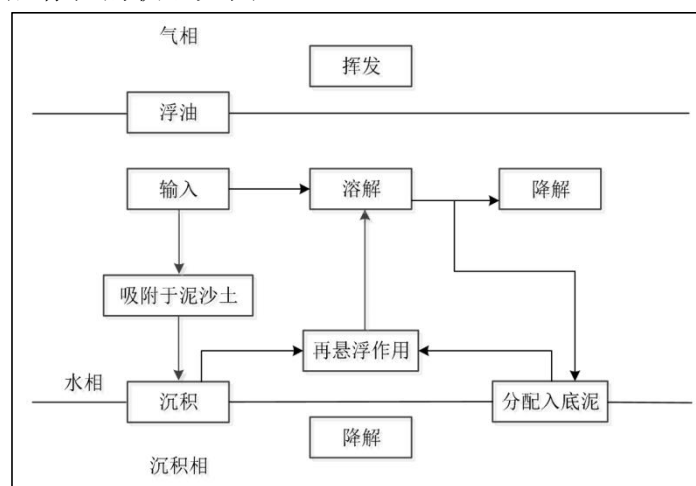 气相
挥发
浮油
输入
溶解
降解
吸附于泥沙土
再悬浮作用
水相
沉积
分配入底泥
降解
沉积相